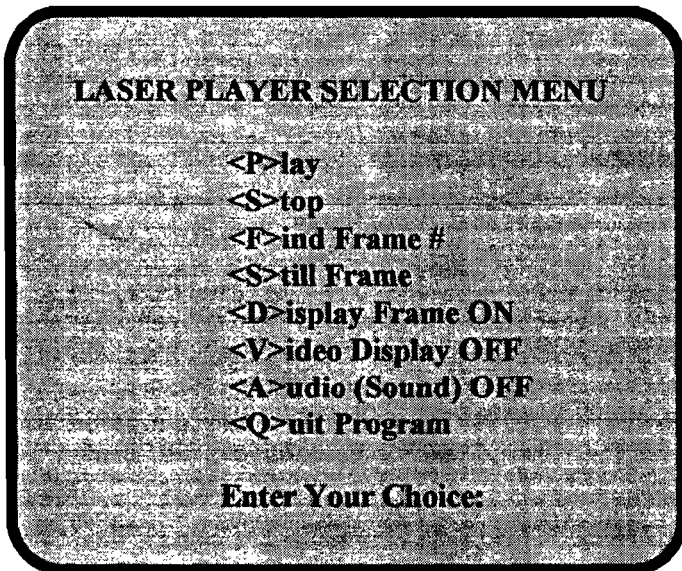 LASER PLAYER SELECTION MENU
<P>lay
<S>top
<F>ind Frame #
<S>till Frame
<D>isplay Frame ON
<V>ideo Display OFF
<A>udio (Sound) OFF
<Q>uit Program
Enter Your Choice: